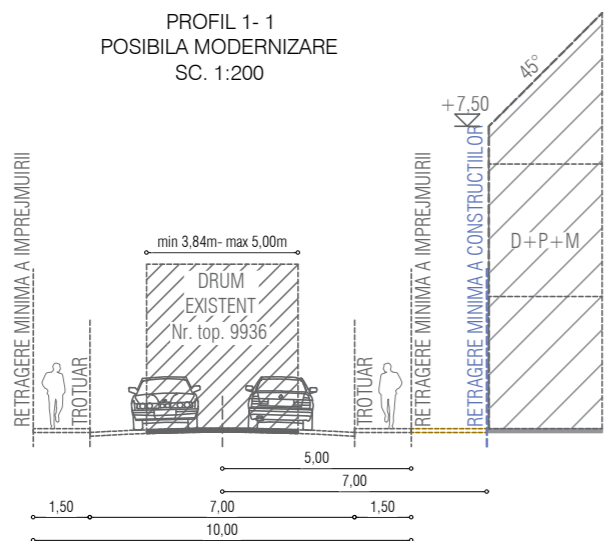 PROFIL 1- 1
POSIBILA MODERNIZARE
SC. 1:200
45°
+7,50
RETRAGERE MINIMA A IMPREJMUIRII
TROTUAR
min 3,84m- max 5,00m
DRUM
EXISTENT
Nr. top. 9936
TROTUAR
RETRAGERE MINIMA A IMPREJMUIRII
RETRAGERE MINIMA A CONSTRUCTIILOR
D+P+M
5,00
7,00
1,50
7,00
1,50
10,00